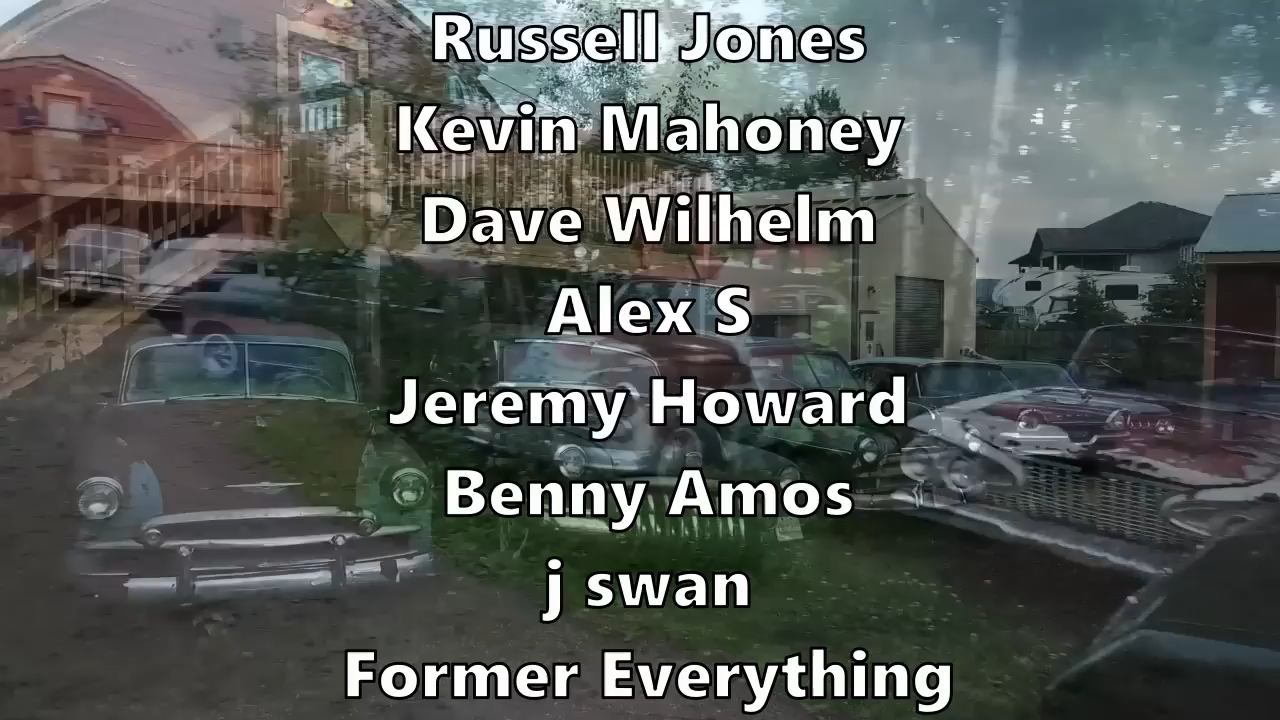 Russell Jones
Kevin Mahoney
Dave Wilhelm
Alex S
Jeremy Howard
Benny Amos
j swan
Former Everything